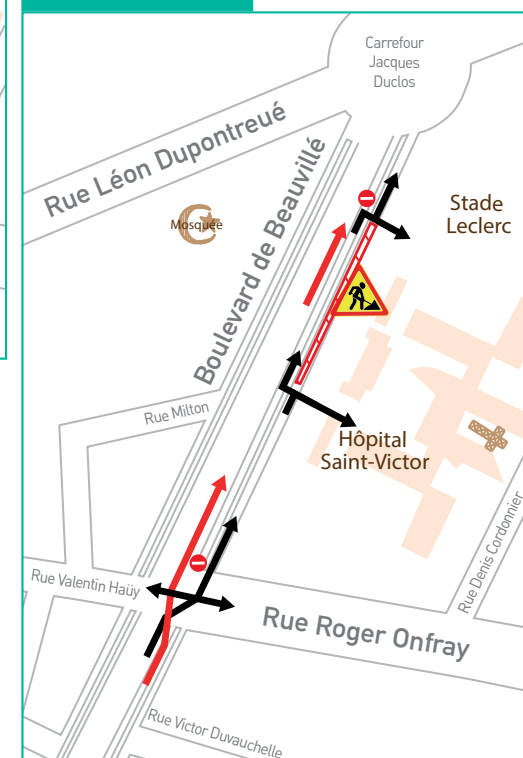 Carrefour
Jacques
Duclos
Rue Léon Dupontreué
Boulevard de Beauvillé
Mosquée
Stade
Leclerc
Rue Milton
Hôpital
Saint-Victor
Rue Denis Cordonnier
Rue Valentin Haüy
Rue Roger Onfray
Rue Victor Duvauchelle